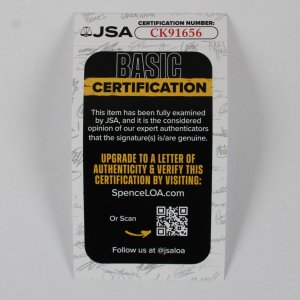 CERTIFICATION NUMBER:
JSA CK91656
BASIC
CERTIFICATION
This item has been fully examined
by JSA, and it is the considered
opinion of our expert authenticators
that the signature(s) is/are genuine.
UPGRADE TO A LETTER OF
AUTHENTICITY & VERIFY THIS
CERTIFICATION BY VISITING:
SpenceLOA.com
Or Scan
Follow us at @jsaloa